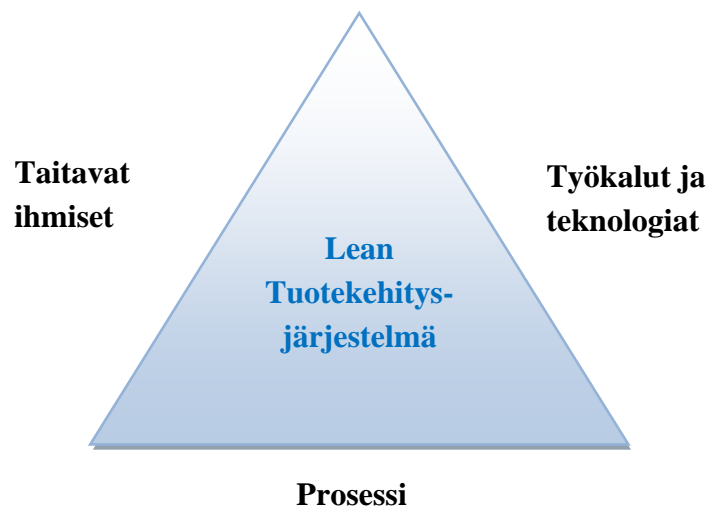 Taitavat
ihmiset
Työkalut ja
teknologiat
Lean
Tuotekehitys-
järjestelmä
Prosessi